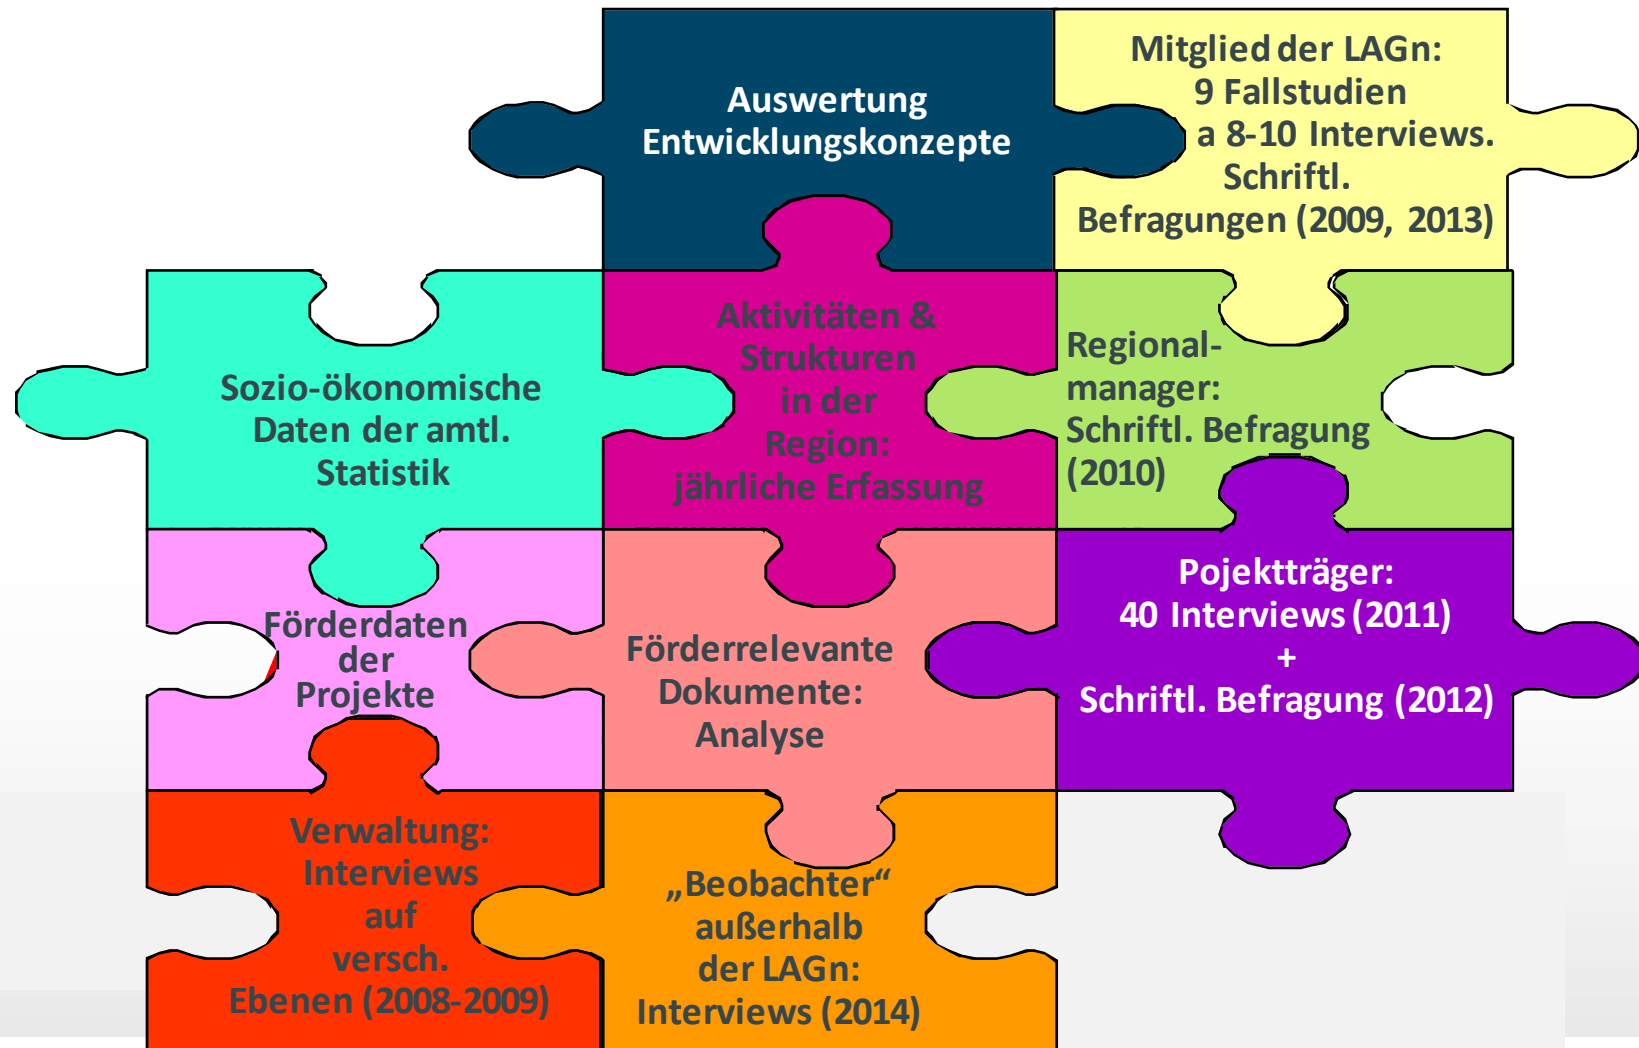 Auswertung
Entwicklungskonzepte
Mitglied der LAGn:
9 Fallstudien
a 8-10 Interviews.
Schriftl.
Befragungen (2009, 2013)
Sozio-ökonomische
Daten der amtl.
Statistik
Aktivitäten &
Strukturen
in der
Region:
jährliche Erfassung
Regional-
manager:
Schriftl. Befragung
(2010)
Förderdaten
der
Projekte
Förderrelevante
Dokumente:
Analyse
Pojektträger:
40 Interviews (2011)
+
Schriftl. Befragung (2012)
Verwaltung:
Interviews
auf
versch.
Ebenen (2008-2009)
„Beobachter“
außerhalb
der LAGn:
Interviews (2014)